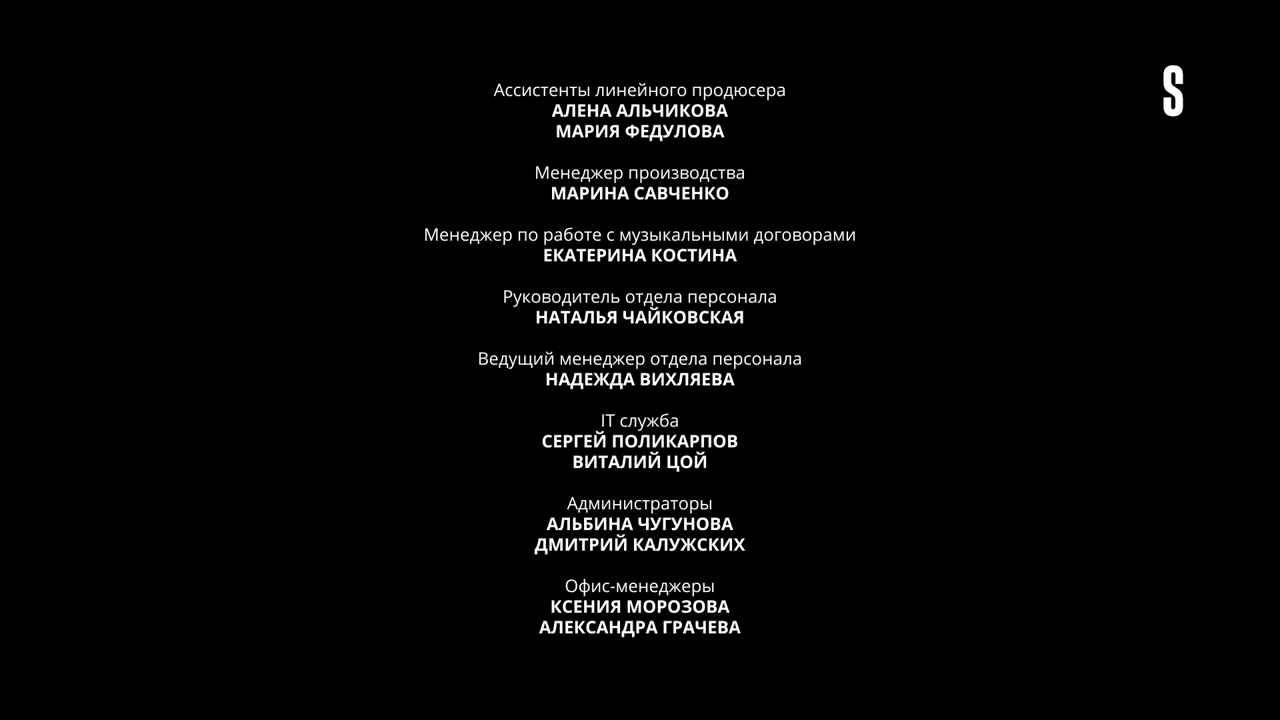 Ассистенты линейного продюсера
АЛЕНА АЛЬЧИКОВА
МАРИЯ ФЕДУЛОВА
S
Менеджер производства
МАРИНА САВЧЕНКО
Менеджер по работе с музыкальными договорами
ЕКАТЕРИНА КОСТИНА
Руководитель отдела персонала
НАТАЛЬЯ ЧАЙКОВСКАЯ
Ведущий менеджер отдела персонала
НАДЕЖДА ВИХЛЯЕВА
IT служба
СЕРГЕЙ ПОЛИКАРПОВ
ВИТАЛИЙ ЦОЙ
Администраторы
АЛЬБИНА ЧУГУНОВА
ДМИТРИЙ КАЛУЖСКИХ
Офис-менеджеры
КСЕНИЯ МОРОЗОВА
АЛЕКСАНДРА ГРАЧЕВА